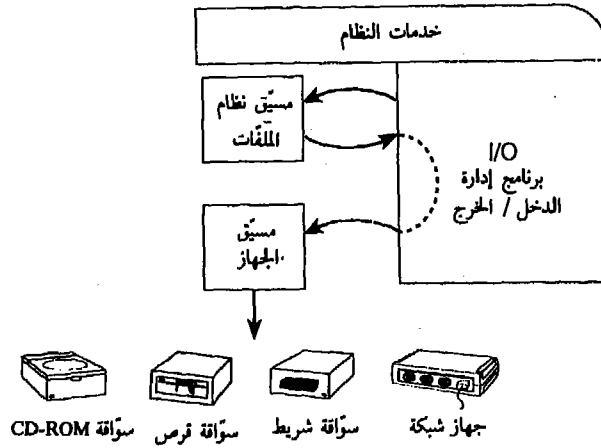 خدمات النظام
مسيّق نظام
الملفّات
I/O
برنامج إدارة
الدخل / الخرج
مسيّق
الجهاز
جهاز شبكة
سوّاقة شريط
سوّاقة قرص
سوّاقة CD-ROM